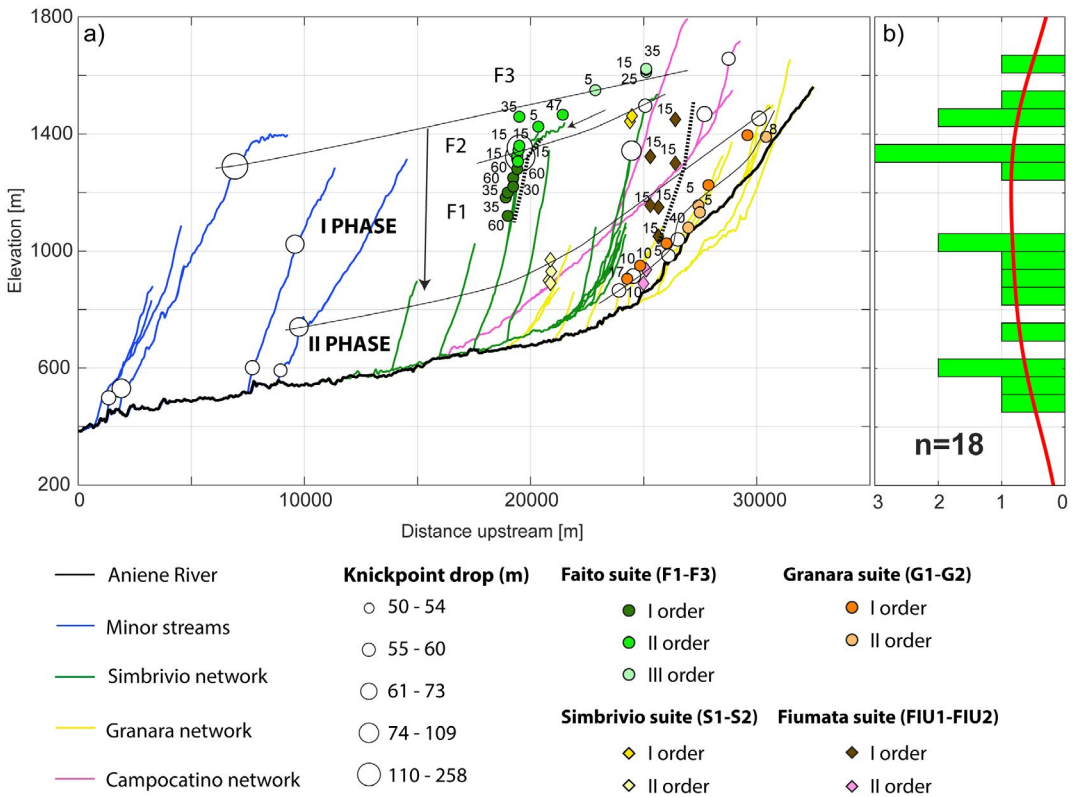 a)
b)
1800
1400
1000
600
200
Elevation [m]
F3
F2
F1
35
15
25
5
35
5
47
15
15
15
60
60
60
35
30
35
60
15
15
15
15
15
15
8
5
5
40
5
10
10
17
10
I PHASE
II PHASE
n=18
0
10000
20000
30000
3
2
1
0
Distance upstream [m]
Aniene River
Minor streams
Simbrivio network
Granara network
Campocatino network
Knickpoint drop (m)
50 - 54
55 - 60
61 - 73
74 - 109
110 - 258
Faito suite (F1-F3)
I order
II order
III order
Simbrivio suite (S1-S2)
I order
II order
Granara suite (G1-G2)
I order
II order
Fiumata suite (FIU1-FIU2)
I order
II order